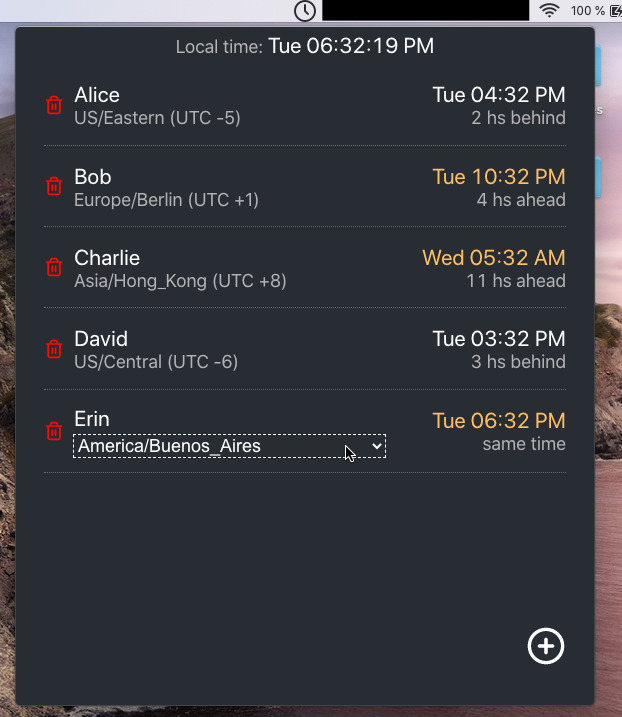 100 %
Local time: Tue 06:32:19 PM
Alice
Tue 04:32 PM
US/Eastern (UTC -5)
2 hs behind
Bob
Tue 10:32 PM
Europe/Berlin (UTC +1)
4 hs ahead
Charlie
Wed 05:32 AM
Asia/Hong_Kong (UTC +8)
11 hs ahead
David
Tue 03:32 PM
US/Central (UTC -6)
3 hs behind
Erin
Tue 06:32 PM
America/Buenos_Aires
same time